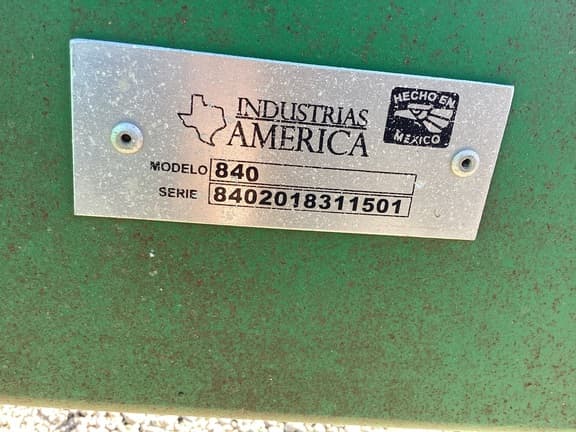 INDUSTRIAS
AMERICA
HECHO EN
MEXICO
MODELO 840
SERIE 8402018311501